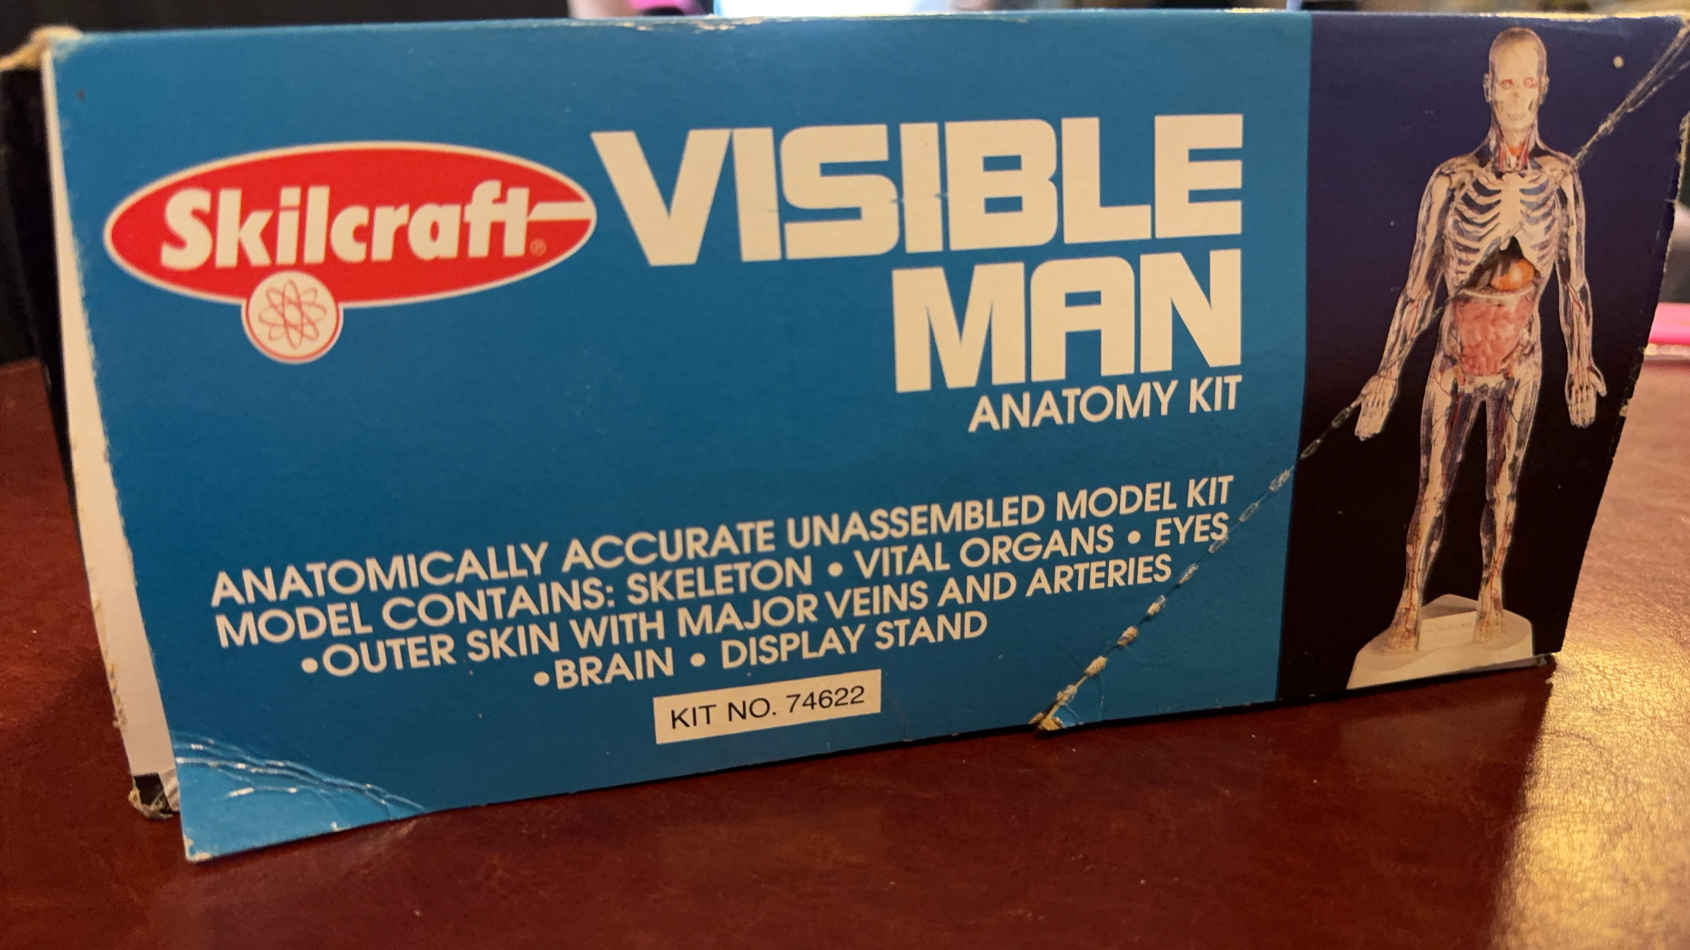 Skilcraft®
VISIBLE
MAN
ANATOMY KIT
ANATOMICALLY ACCURATE UNASSEMBLED MODEL KIT
MODEL CONTAINS: SKELETON • VITAL ORGANS • EYES
•OUTER SKIN WITH MAJOR VEINS AND ARTERIES
•BRAIN • DISPLAY STAND
KIT NO. 74622